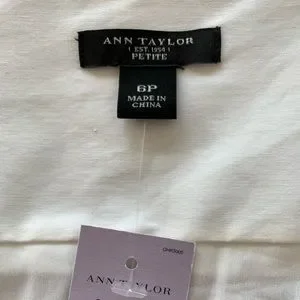 ANN TAYLOR
EST. 1954
PETITE
6P
MADE IN
CHINA
ANN TAYLOR